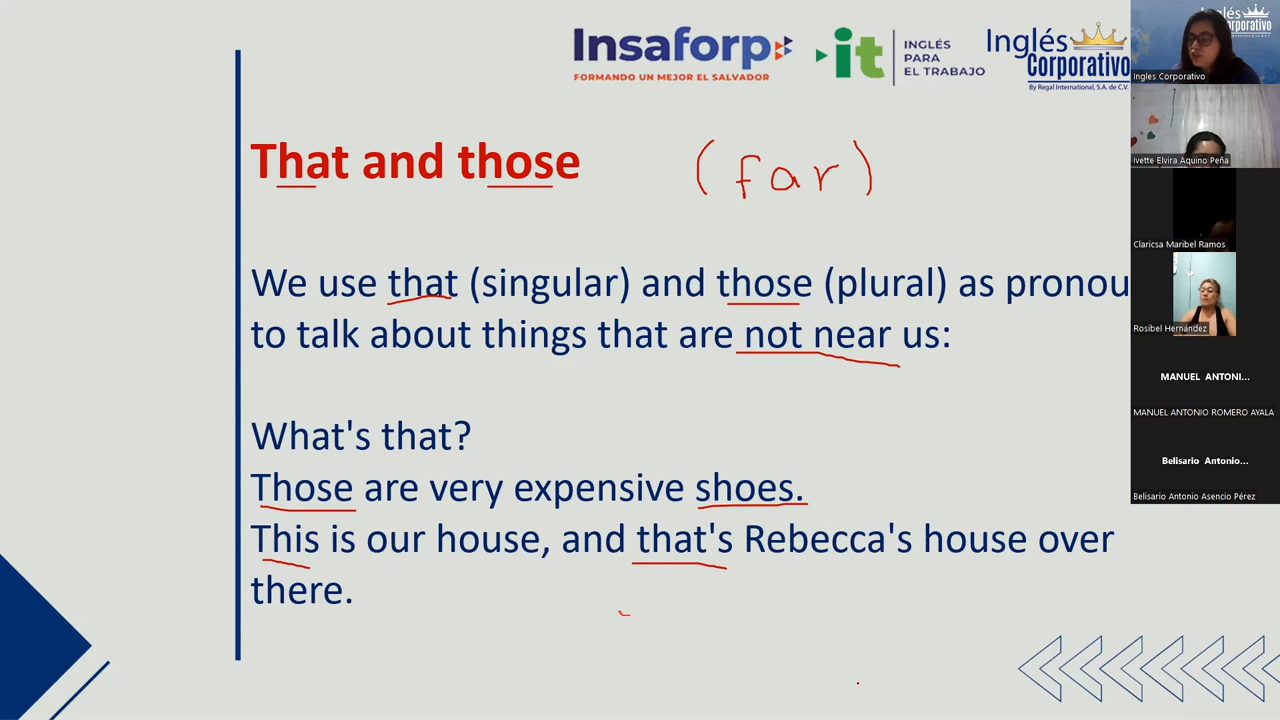 Insaforp
FORMANDO UN MEJOR EL SALVADOR
it
INGLÉS
PARA
EL TRABAJO
Inglés
Corporativo
By Regal International, S.A. de C.V.
That and those
(far)
We use that (singular) and those (plural) as pronou
to talk about things that are not near us:
What's that?
Those are very expensive shoes.
This is our house, and that's Rebecca's house over
there.
Ingles Corporativo
Ivette Elvira Aquino Peña
Claricsa Maribel Ramos
Rosibel Hernandez
MANUEL ANTONI...
MANUEL ANTONIO ROMERO AYALA
Belisario Antonio...
Belisario Antonio Asencio Pérez